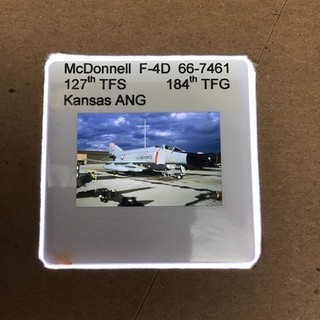 McDonnell F-4D 66-7461
127th TFS 184th TFG
Kansas ANG